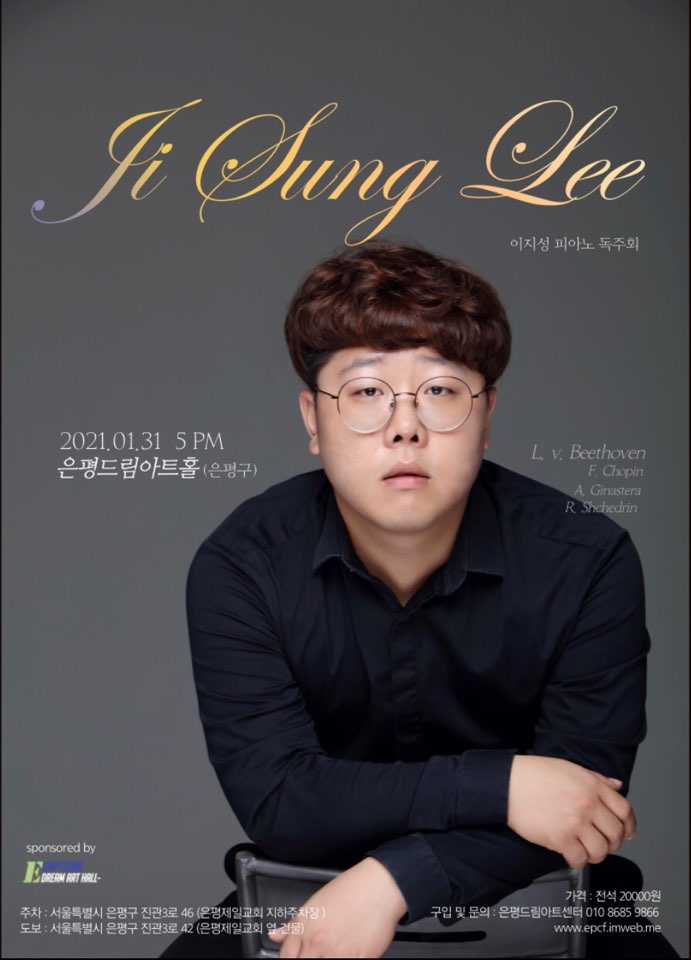 Ji Sung Lee
이지성 피아노 독주회
2021.01.31 5 PM
은평드림아트홀 (은평구)
L. v. Beethoven
F. Chopin
A. Ginastera
R. Shchedrin
sponsored by
EUNPYEONG
DREAM ART HALL-
주차 : 서울특별시 은평구 진관3로 46 (은평제일교회 지하주차장 )
도보 : 서울특별시 은평구 진관3로 42 (은평제일교회 옆 건물)
가격 : 전석 20000원
구입 및 문의 : 은평드림아트센터 010 8685 9866
www.epcf.imweb.me